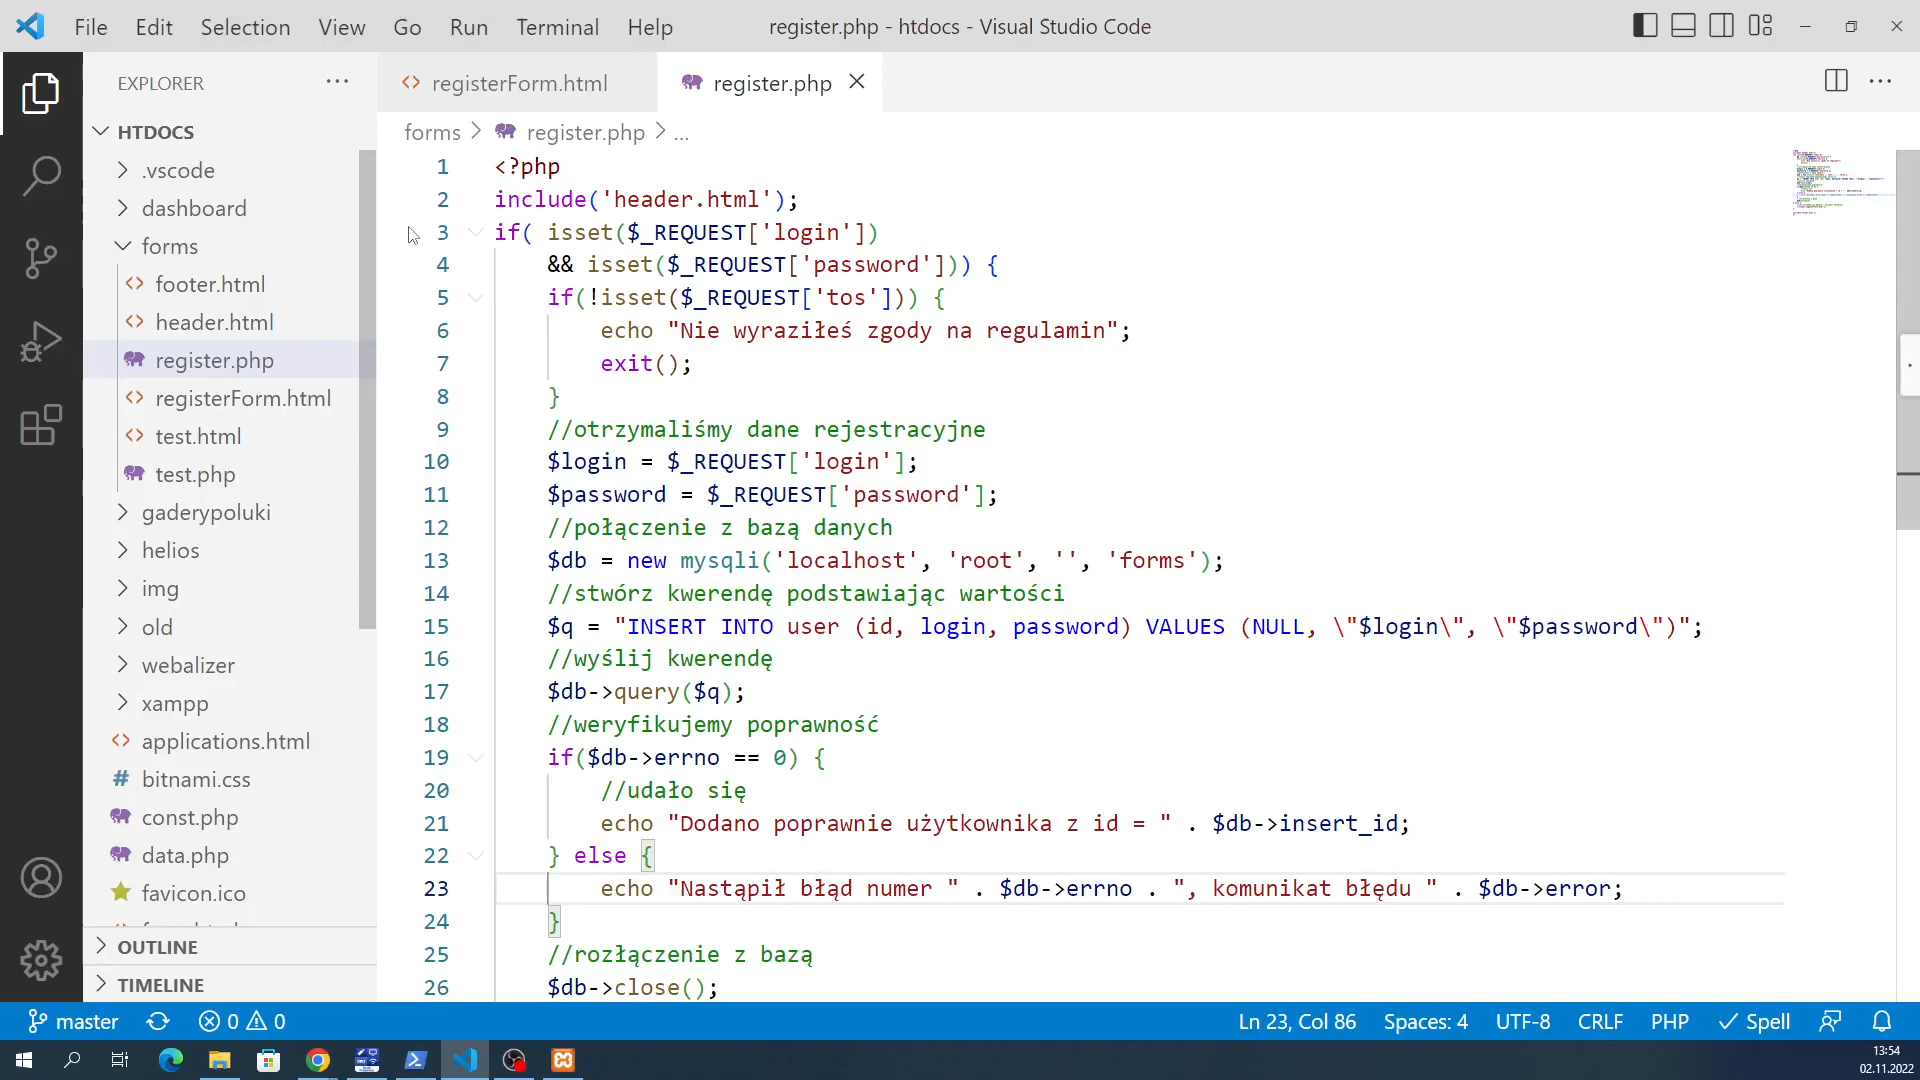 File Edit Selection View Go Run Terminal Help
register.php - htdocs - Visual Studio Code
EXPLORER
registerForm.html
register.php
HTDOCS
.vscode
dashboard
forms
footer.html
header.html
register.php
registerForm.html
test.html
test.php
gaderypoluki
helios
img
old
webalizer
xampp
applications.html
bitnami.css
const.php
data.php
favicon.ico
OUTLINE
TIMELINE
forms > register.php > ...
1 <?php
2 include('header.html');
3 if( isset($_REQUEST['login'])
4 && isset($_REQUEST['password'])) {
5 if(!isset($_REQUEST['tos'])) {
6 echo "Nie wyraziłeś zgody na regulamin";
7 exit();
8 }
9 //otrzymaliśmy dane rejestracyjne
10 $login = $_REQUEST['login'];
11 $password = $_REQUEST['password'];
12 //połączenie z bazą danych
13 $db = new mysqli('localhost', 'root', '', 'forms');
14 //stwórz kwerendę podstawiając wartości
15 $q = "INSERT INTO user (id, login, password) VALUES (NULL, \"$login\", \"$password\")";
16 //wyślij kwerendę
17 $db->query($q);
18 //weryfikujemy poprawność
19 if($db->errno == 0) {
20 //udało się
21 echo "Dodano poprawnie użytkownika z id = " . $db->insert_id;
22 } else {
23 echo "Nastąpił błąd numer " . $db->errno . ", komunikat błędu " . $db->error;
24 }
25 //rozłączenie z bazą
26 $db->close();
master 0 0
Ln 23, Col 86 Spaces: 4 UTF-8 CRLF PHP Spell
13:54
02.11.2022